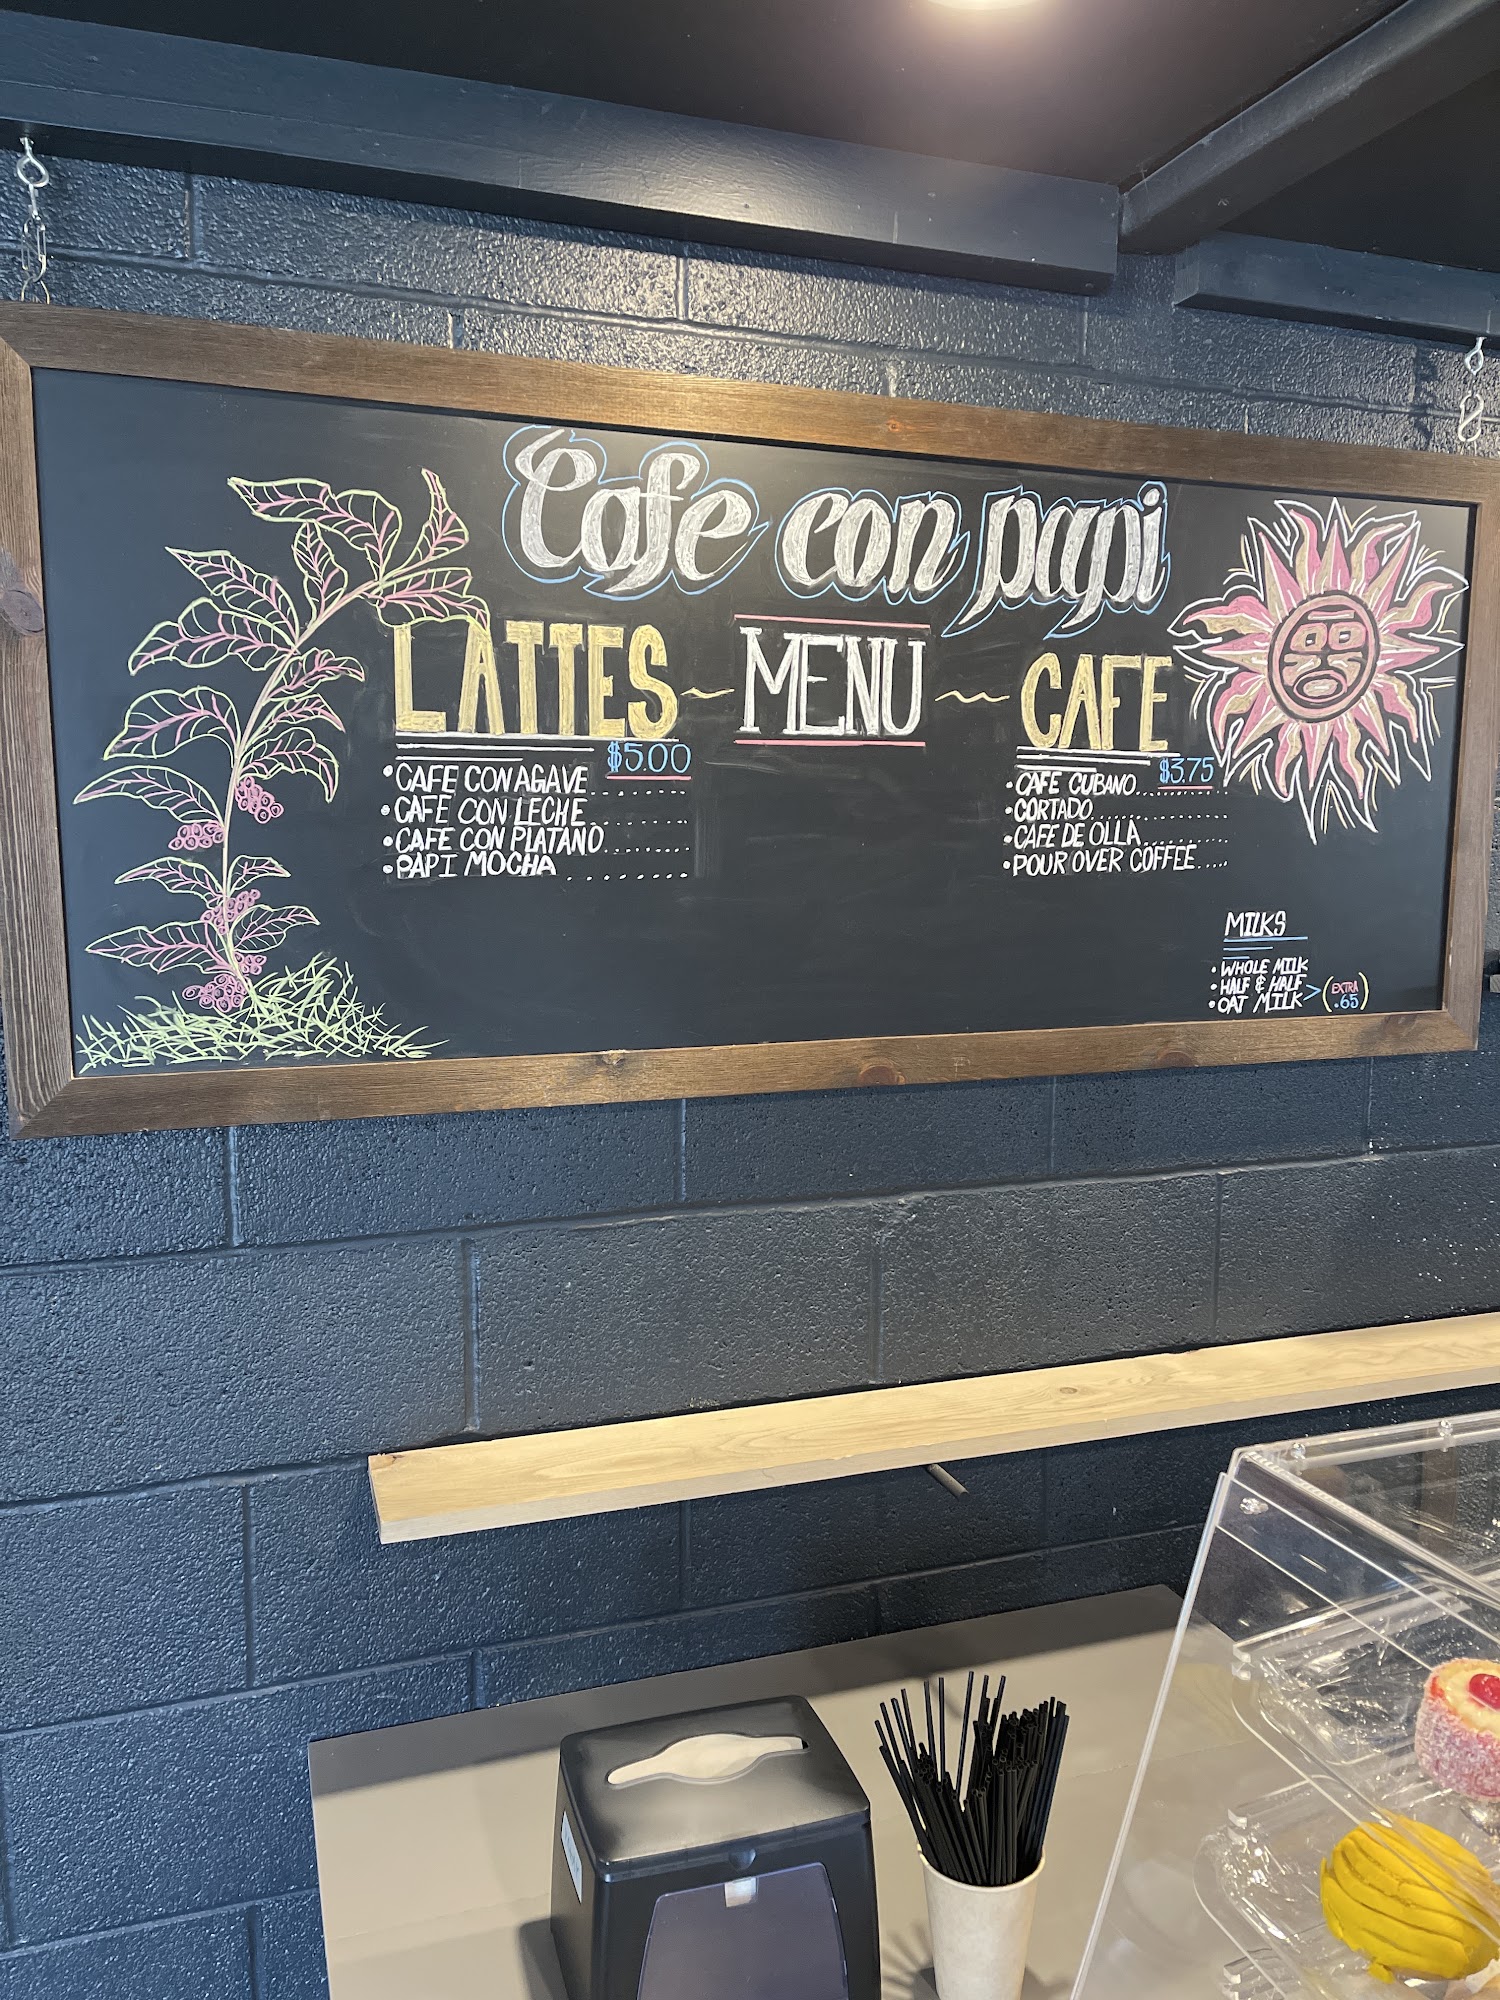 Cafe con papi
LATTES ~ MENU ~~ CAFE
$5.00
• CAFE CON AGAVE
• CAFE CON LECHE
• CAFE CON PLATANO
• PAPI MOCHA
$3.75
• CAFE CUBANO
• CORTADO
• CAFE DE OLLA
• POUR OVER COFFEE
MILKS
• WHOLE MILK
• HALF & HALF
• OAT MILK > (EXTRA
.65)